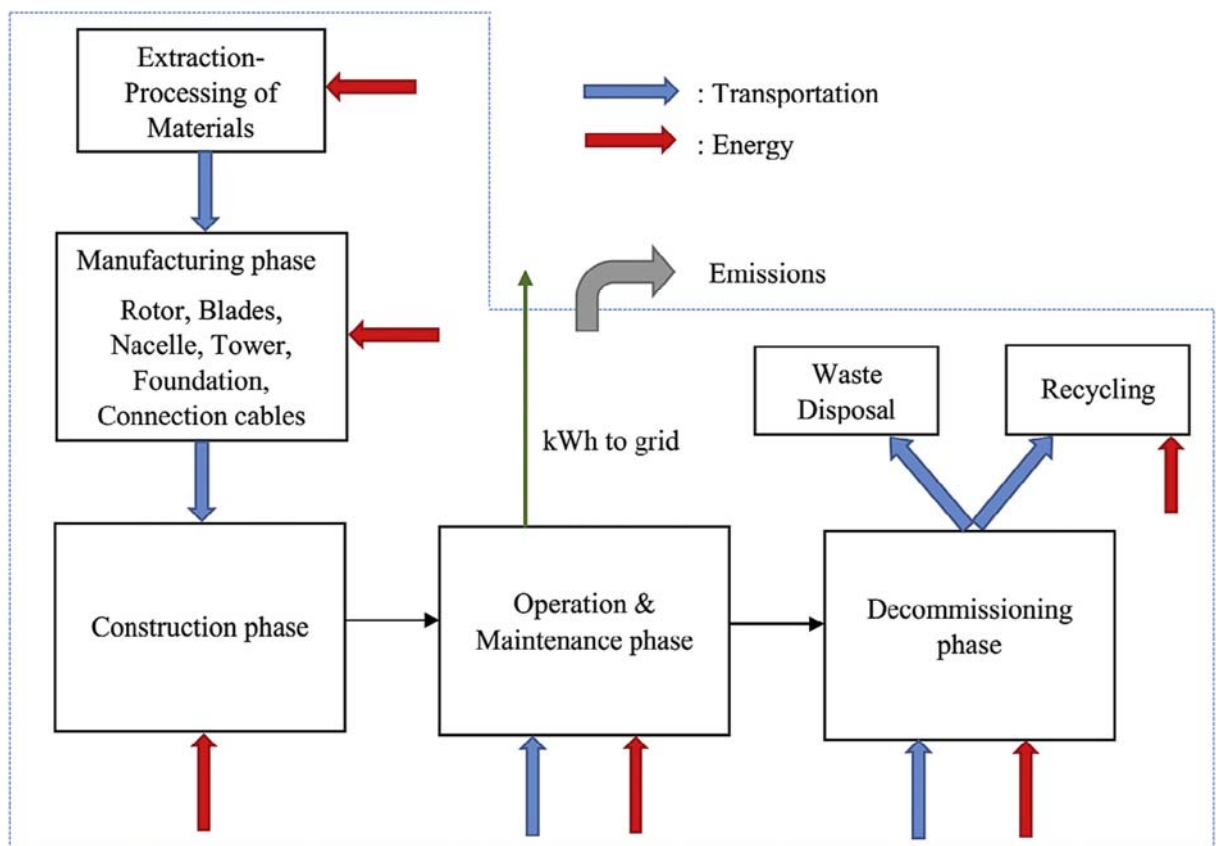 Extraction-
Processing of
Materials
: Transportation
: Energy
Manufacturing phase
Rotor, Blades,
Nacelle, Tower,
Foundation,
Connection cables
Emissions
kWh to grid
Waste
Disposal
Recycling
Construction phase
Operation &
Maintenance phase
Decommissioning
phase